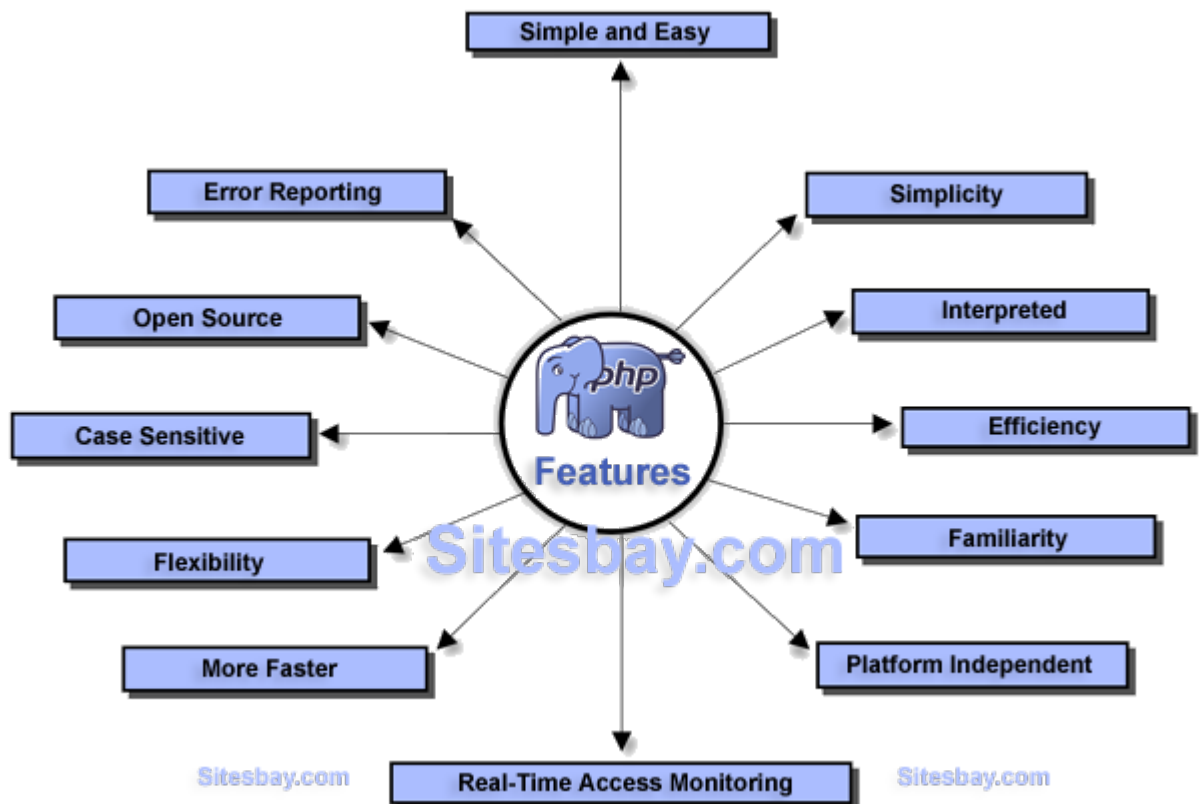 Simple and Easy
Error Reporting
Simplicity
Open Source
Interpreted
php
Features
Case Sensitive
Efficiency
Sitesbay.com
Flexibility
Familiarity
More Faster
Platform Independent
Sitesbay.com
Real-Time Access Monitoring
Sitesbay.com